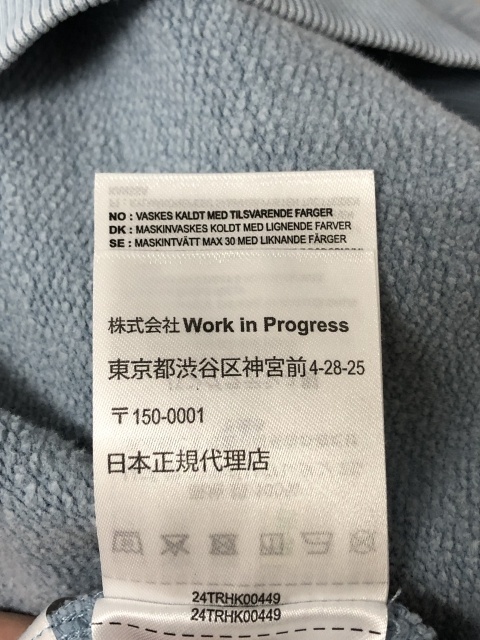 NO : VASKES KALDT MED TILSVARENDE FARGER
DK : MASKINVASKES KOLDT MED LIGNENDE FARVER
SE : MASKINTVÄTT MAX 30 MED LIKNANDE FÄRGER
株式会社 Work in Progress
東京都渋谷区神宮前4-28-25
〒150-0001
日本正規代理店
24TRHK00449
24TRHK00449